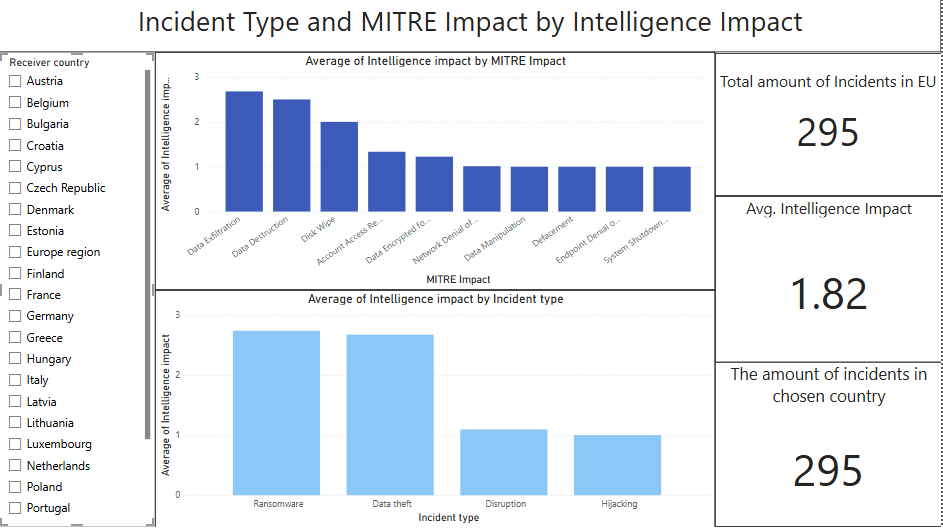 Incident Type and MITRE Impact by Intelligence Impact
Receiver country
Austria
Belgium
Bulgaria
Croatia
Cyprus
Czech Republic
Denmark
Estonia
Europe region
Finland
France
Germany
Greece
Hungary
Italy
Latvia
Lithuania
Luxembourg
Netherlands
Poland
Portugal
Average of Intelligence impact by MITRE Impact
Average of Intelligence imp...
3
2
1
0
Data Exfiltration
Data Destruction
Disk Wipe
Account Access Re...
Data Encrypted fo...
Network Denial of...
Data Manipulation
Defacement
Endpoint Denial o...
System Shutdown...
MITRE Impact
Average of Intelligence impact by Incident type
Average of Intelligence impact
3
2
1
0
Ransomware
Data theft
Disruption
Hijacking
Incident type
Total amount of Incidents in EU
295
Avg. Intelligence Impact
1.82
The amount of incidents in
chosen country
295